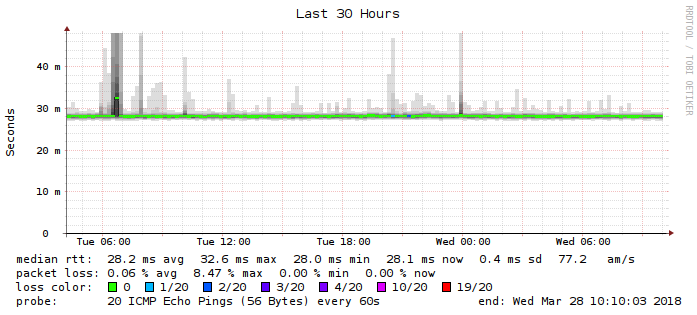 Last 30 Hours
RRDTOOL / TOBI OETIKER
Seconds
40 m
30 m
20 m
10 m
0
Tue 06:00 Tue 12:00 Tue 18:00 Wed 00:00 Wed 06:00
median rtt: 28.2 ms avg 32.6 ms max 28.0 ms min 28.1 ms now 0.4 ms sd 77.2 am/s
packet loss: 0.06 % avg 8.47 % max 0.00 % min 0.00 % now
loss color: 0 1/20 2/20 3/20 4/20 10/20 19/20
probe: 20 ICMP Echo Pings (56 Bytes) every 60s end: Wed Mar 28 10:10:03 2018